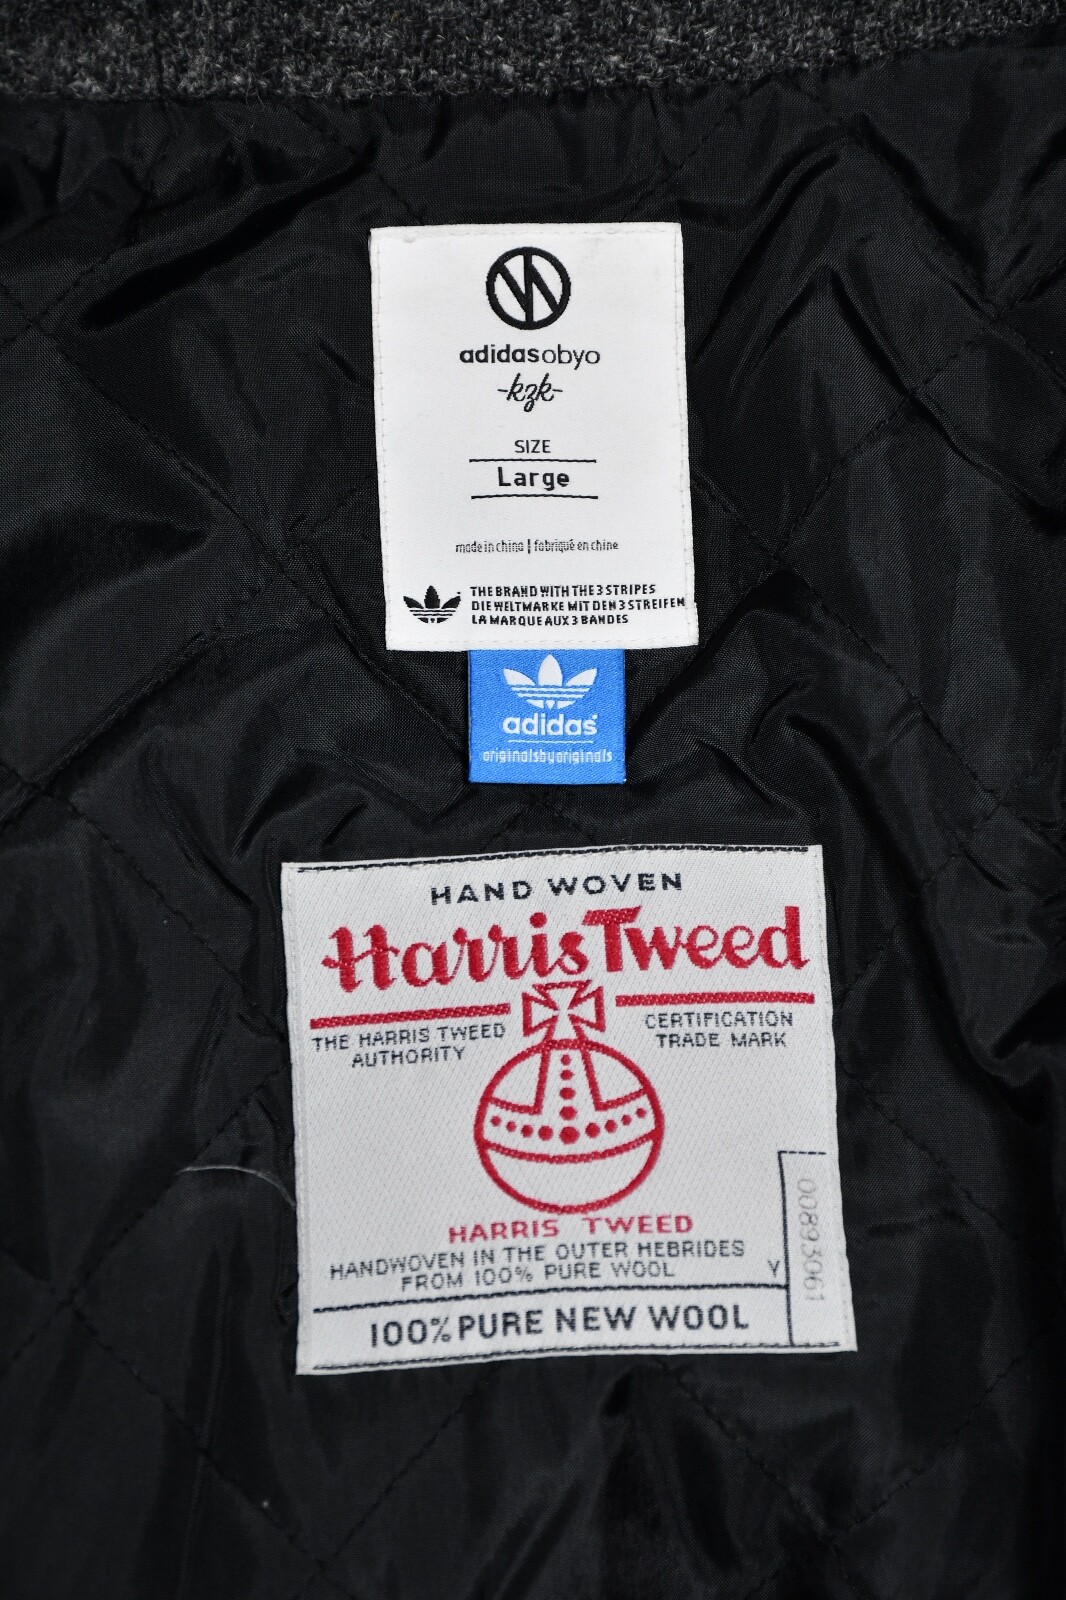 adidasobyo
-kzk-
SIZE
Large
made in china | fabriqué en chine
THE BRAND WITH THE 3 STRIPES
DIE WELTMARKE MIT DEN 3 STREIFEN
LA MARQUE AUX 3 BANDES
adidas
originalsbyoriginals
HAND WOVEN
Harris Tweed
THE HARRIS TWEED
AUTHORITY
CERTIFICATION
TRADE MARK
HARRIS TWEED
HANDWOVEN IN THE OUTER HEBRIDES
FROM 100% PURE WOOL
Y
00893061
100% PURE NEW WOOL